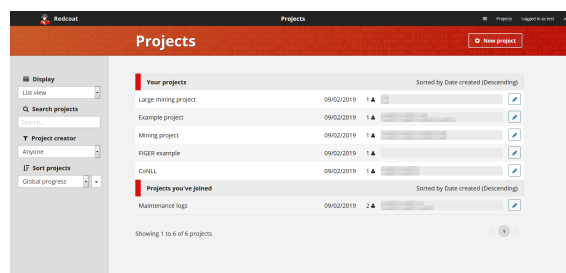 Redcoat
Projects
Projects
Logged in as test
Projects
New project
Display
List view
Search projects
Search...
Project creator
Anyone
Sort projects
Global progress
Your projects
Sorted by Date created (Descending)
Large mining project 09/02/2019 1
Example project 09/02/2019 1
Mining project 09/02/2019 1
FIGER example 09/02/2019 1
CoNLL 09/02/2019 1
Projects you've joined
Sorted by Date created (Descending)
Maintenance logs 09/02/2019 2
Showing 1 to 6 of 6 projects
1